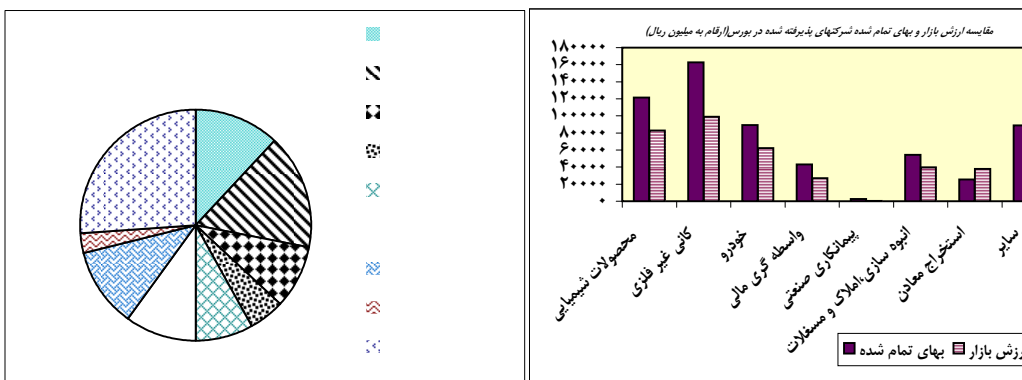 مقایسه ارزش بازار و بهای تمام شده شرکتهای پذیرفته شده در بورس(ارقام به میلیون ریال)
۱۸۰۰۰۰
۱۶۰۰۰۰
۱۴۰۰۰۰
۱۲۰۰۰۰
۱۰۰۰۰۰
۸۰۰۰۰
۶۰۰۰۰
۴۰۰۰۰
۲۰۰۰۰
۰
محصولات شیمیایی
کانی غیر فلزی
خودرو
واسطه گری مالی
پیمانکاری صنعتی
انبوه سازی،املاک و مسغلات
استخراج معادن
سایر
بهای تمام شده
رزش بازار